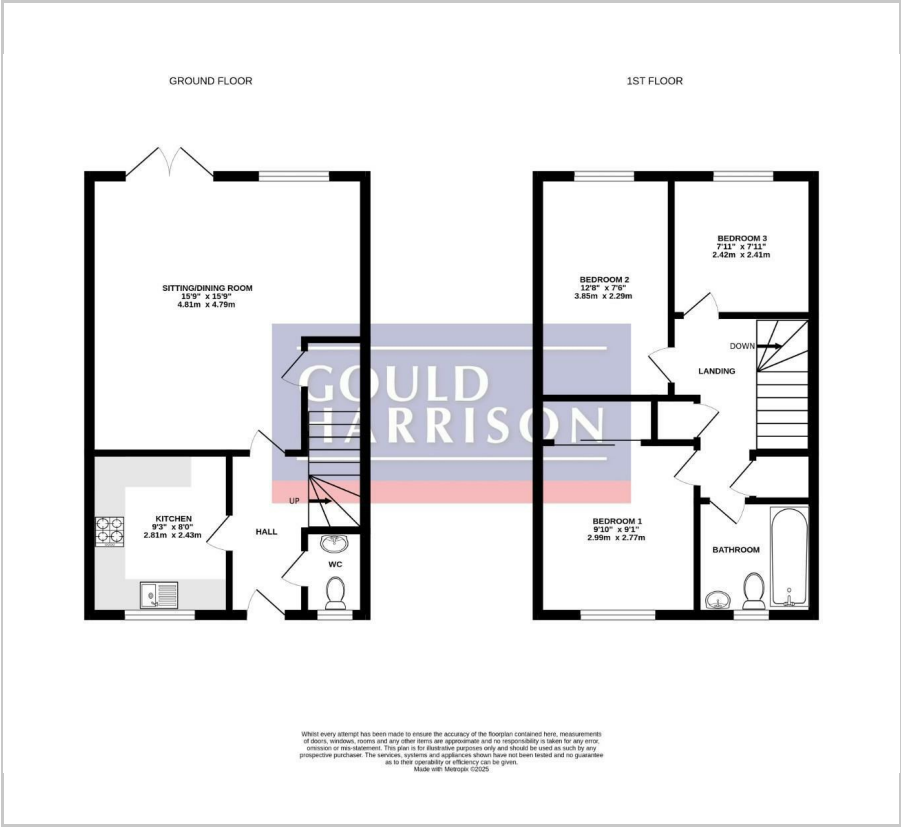 GROUND FLOOR
1ST FLOOR
SITTING/DINING ROOM
15'9" x 15'9"
4.81m x 4.79m
BEDROOM 2
12'8" x 7'6"
3.85m x 2.29m
BEDROOM 3
7'11" x 7'11"
2.42m x 2.41m
DOWN
LANDING
GOULD
HARRISON
UP
KITCHEN
9'3" x 8'0"
2.81m x 2.43m
HALL
WC
BEDROOM 1
9'10" x 9'1"
2.99m x 2.77m
BATHROOM
Whilst every attempt has been made to ensure the accuracy of the floorplan contained here, measurements
of doors, windows, rooms and any other items are approximate and no responsibility is taken for any error,
omission or mis-statement. This plan is for illustrative purposes only and should be used as such by any
prospective purchaser. The services, systems and appliances shown have not been tested and no guarantee
as to their operability or efficiency can be given.
Made with Metropix ©2025